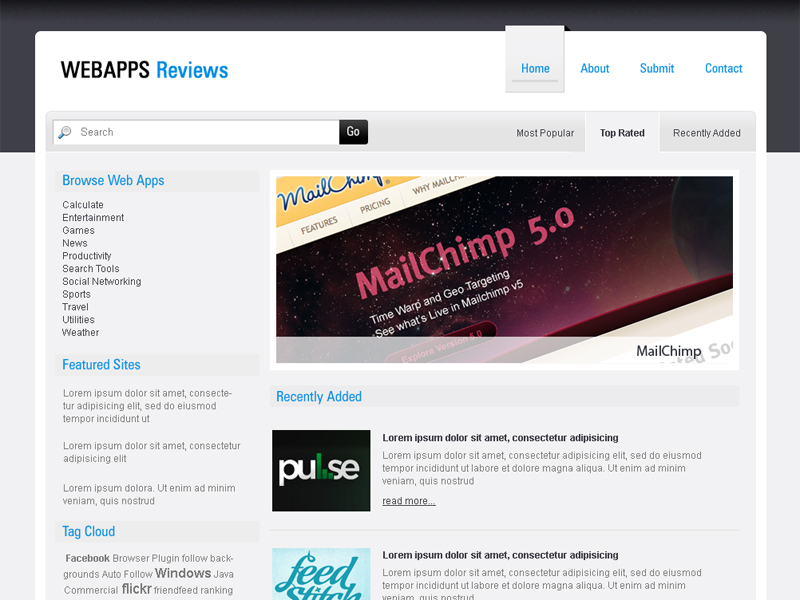 WEBAPPS Reviews
Home
About
Submit
Contact
Search
Go
Most Popular
Top Rated
Recently Added
Browse Web Apps
Calculate
Entertainment
Games
News
Productivity
Search Tools
Social Networking
Sports
Travel
Utilities
Weather
Featured Sites
Lorem ipsum dolor sit amet, consecte-
tur adipisicing elit, sed do eiusmod
tempor incididunt ut
Lorem ipsum dolor sit amet, consectetur
adipisicing elit
Lorem ipsum dolora. Ut enim ad minim
veniam, quis nostrud
Tag Cloud
Facebook Browser Plugin follow back-
grounds Auto Follow Windows Java
Commercial flickr friendfeed ranking
MailChimp
FEATURES
PRICING
WHY MAILCHIMP
MailChimp 5.0
Time Warp and Geo Targeting
See what's Live in Mailchimp v5
Explore Version 5.0
MailChimp
Recently Added
pulse
Lorem ipsum dolor sit amet, consectetur adipisicing
Lorem ipsum dolor sit amet, consectetur adipisicing elit, sed do eiusmod
tempor incididunt ut labore et dolore magna aliqua. Ut enim ad minim
veniam, quis nostrud
read more...
feed
Stitch
Lorem ipsum dolor sit amet, consectetur adipisicing
Lorem ipsum dolor sit amet, consectetur adipisicing elit, sed do eiusmod
tempor incididunt ut labore et dolore magna aliqua. Ut enim ad minim